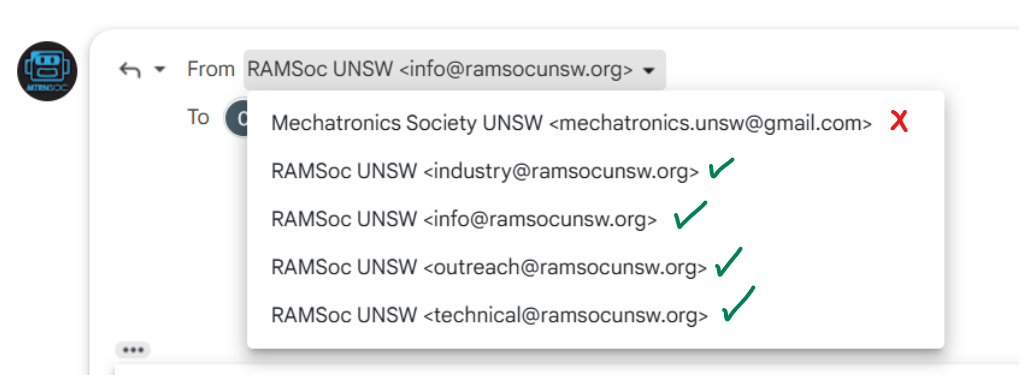 MTRNSOC
From RAMSoc UNSW <info@ramsocunsw.org>
To
Mechatronics Society UNSW <mechatronics.unsw@gmail.com> X
RAMSoc UNSW <industry@ramsocunsw.org> ✓
RAMSoc UNSW <info@ramsocunsw.org> ✓
RAMSoc UNSW <outreach@ramsocunsw.org> ✓
RAMSoc UNSW <technical@ramsocunsw.org> ✓